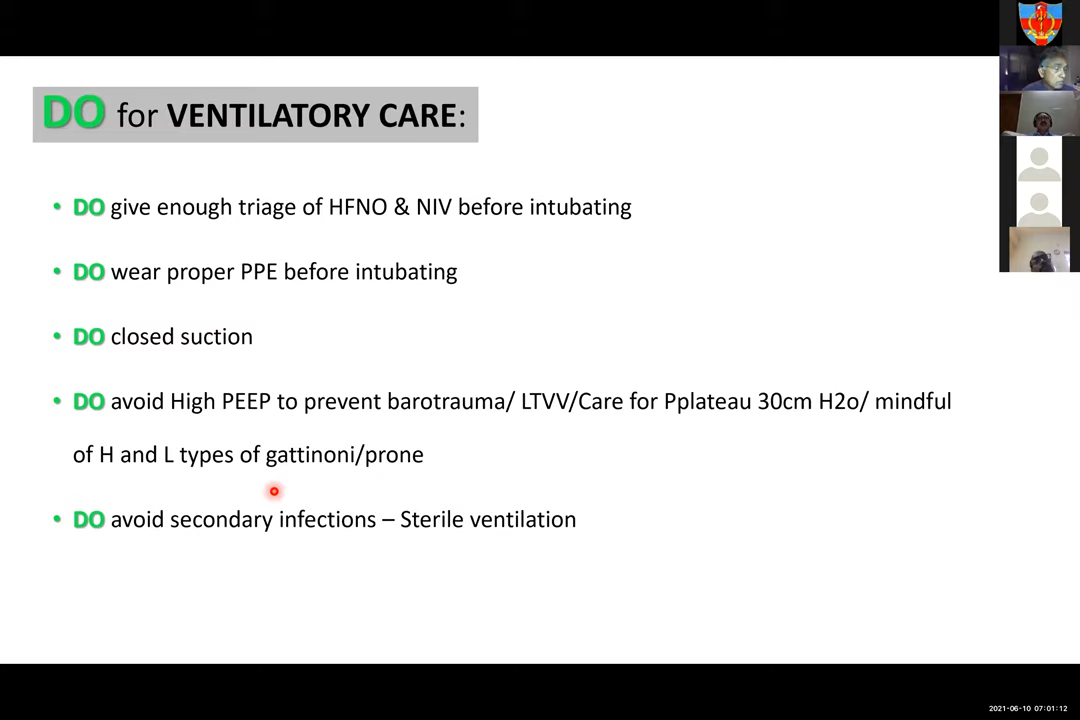 DO for VENTILATORY CARE:
• DO give enough triage of HFNO & NIV before intubating
• DO wear proper PPE before intubating
• DO closed suction
• DO avoid High PEEP to prevent barotrauma/ LTVV/Care for Pplateau 30cm H2o/ mindful
of H and L types of gattinoni/prone
• DO avoid secondary infections – Sterile ventilation
2021-06-10 07:01:12